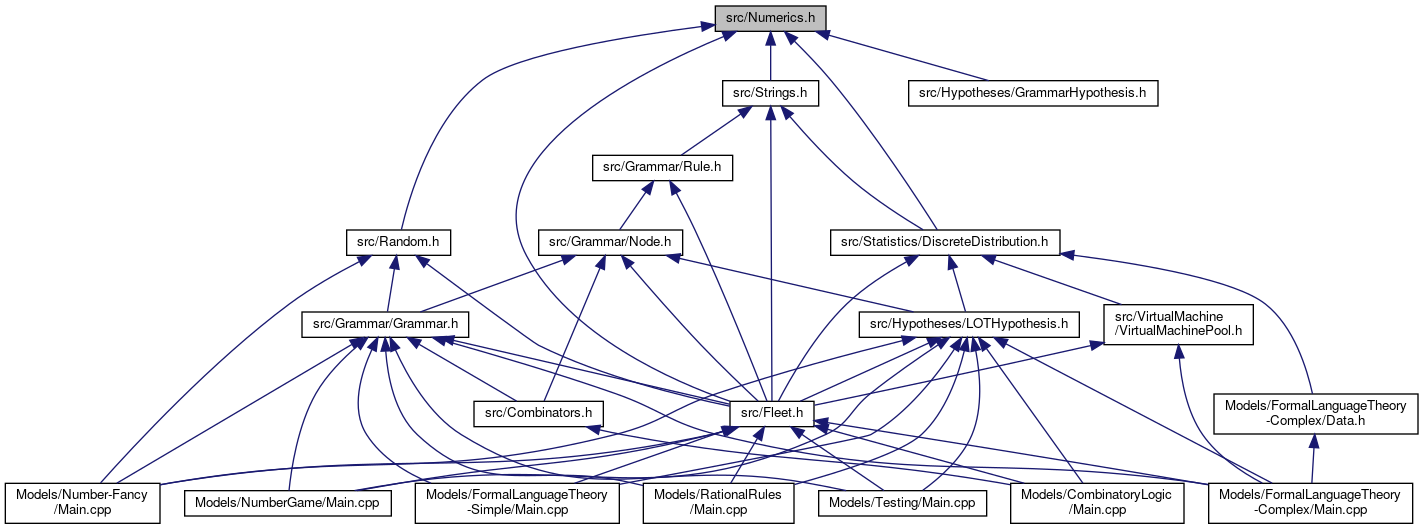 src/Numerics.h
src/Strings.h
src/Hypotheses/GrammarHypothesis.h
src/Grammar/Rule.h
src/Random.h
src/Grammar/Node.h
src/Statistics/DiscreteDistribution.h
src/Grammar/Grammar.h
src/Hypotheses/LOTHypothesis.h
src/VirtualMachine
/VirtualMachinePool.h
src/Combinators.h
src/Fleet.h
Models/FormalLanguageTheory
-Complex/Data.h
Models/Number-Fancy
/Main.cpp
Models/NumberGame/Main.cpp
Models/FormalLanguageTheory
-Simple/Main.cpp
Models/RationalRules
/Main.cpp
Models/Testing/Main.cpp
Models/CombinatoryLogic
/Main.cpp
Models/FormalLanguageTheory
-Complex/Main.cpp